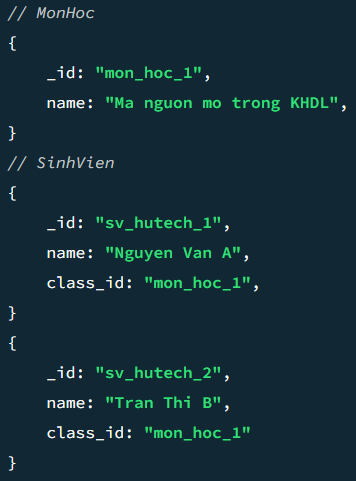 // MonHoc
{
    _id: "mon_hoc_1",
    name: "Ma nguon mo trong KHDL",
}
// SinhVien
{
    _id: "sv_hutech_1",
    name: "Nguyen Van A",
    class_id: "mon_hoc_1",
}
{
    _id: "sv_hutech_2",
    name: "Tran Thi B",
    class_id: "mon_hoc_1"
}